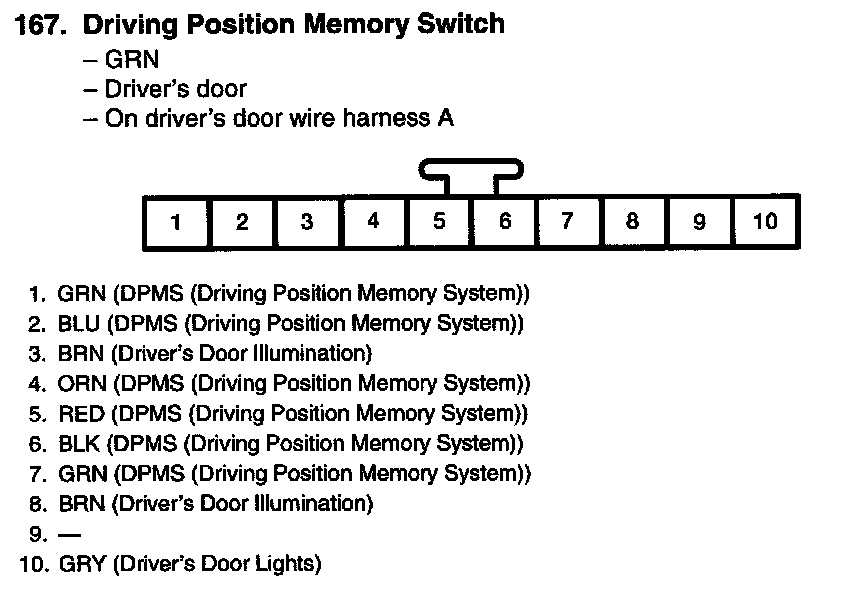 167. Driving Position Memory Switch
– GRN
– Driver's door
– On driver's door wire harness A
1 2 3 4 5 6 7 8 9 10
1. GRN (DPMS (Driving Position Memory System))
2. BLU (DPMS (Driving Position Memory System))
3. BRN (Driver's Door Illumination)
4. ORN (DPMS (Driving Position Memory System))
5. RED (DPMS (Driving Position Memory System))
6. BLK (DPMS (Driving Position Memory System))
7. GRN (DPMS (Driving Position Memory System))
8. BRN (Driver's Door Illumination)
9. —
10. GRY (Driver's Door Lights)